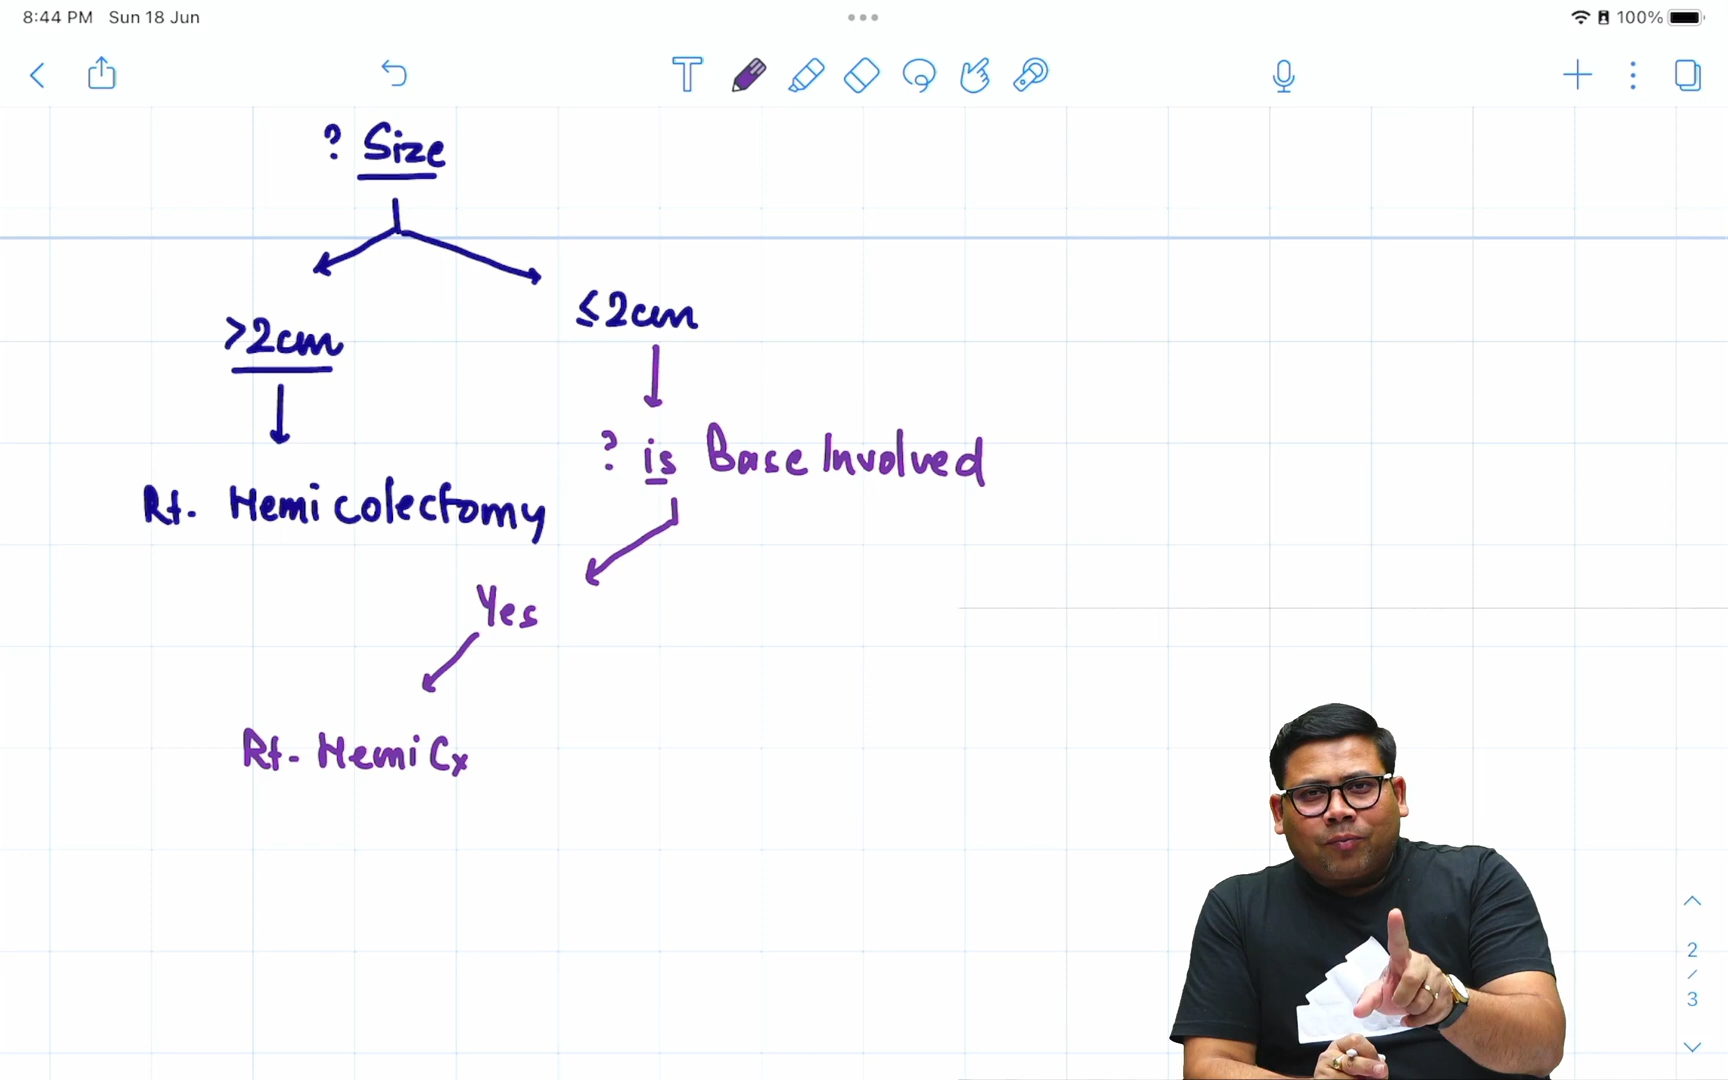 8:44 PM Sun 18 Jun
100%
? Size
>2cm
≤2cm
? is Base Involved
Rt. Hemicolectomy
Yes
Rt. Hemi Cx
2
/
3